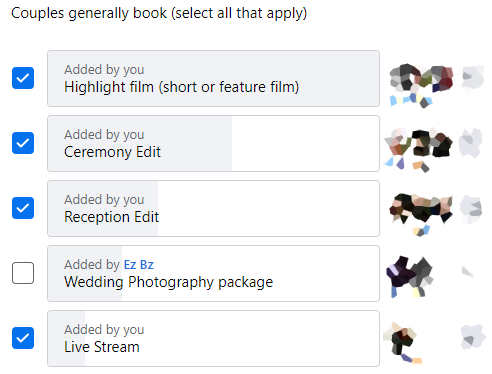 Couples generally book (select all that apply)
Added by you
Highlight film (short or feature film)
Added by you
Ceremony Edit
Added by you
Reception Edit
Added by Ez Bz
Wedding Photography package
Added by you
Live Stream